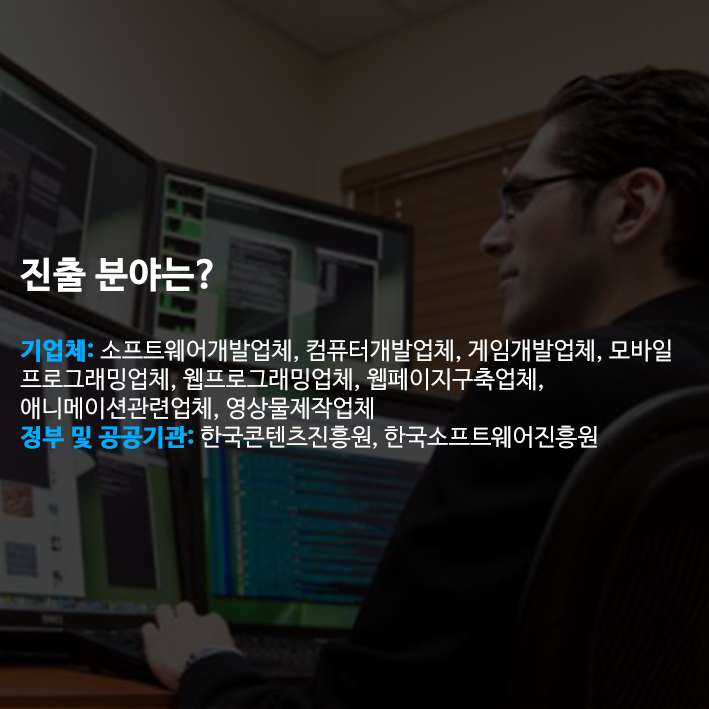 진출 분야는?
기업체: 소프트웨어개발업체, 컴퓨터개발업체, 게임개발업체, 모바일
프로그래밍업체, 웹프로그래밍업체, 웹페이지구축업체,
애니메이션관련업체, 영상물제작업체
정부 및 공공기관: 한국콘텐츠진흥원, 한국소프트웨어진흥원